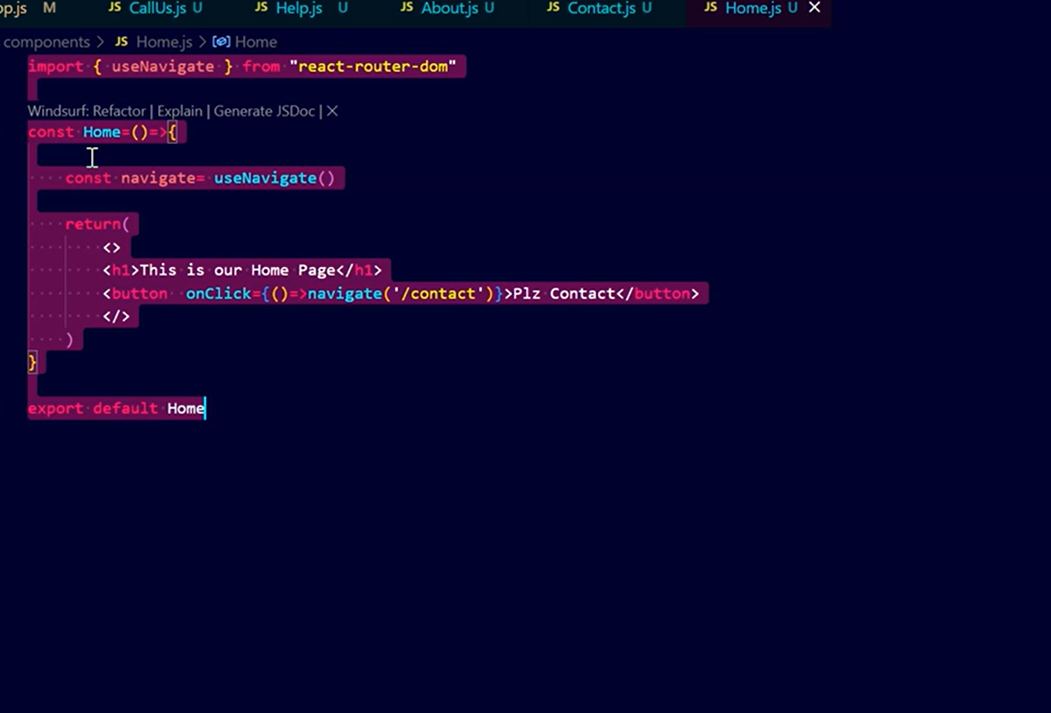 pp.js M JS CallUs.js U JS Help.js U JS About.js U JS Contact.js U JS Home.js U ×
components > JS Home.js > Home
import { useNavigate } from "react-router-dom"
Windsurf: Refactor | Explain | Generate JSDoc | ×
const Home=()=>{
const navigate= useNavigate()
return(
<>
<h1>This is our Home Page</h1>
<button  onClick={()=>navigate('/contact')}>Plz Contact</button>
</>
)
}
export default Home